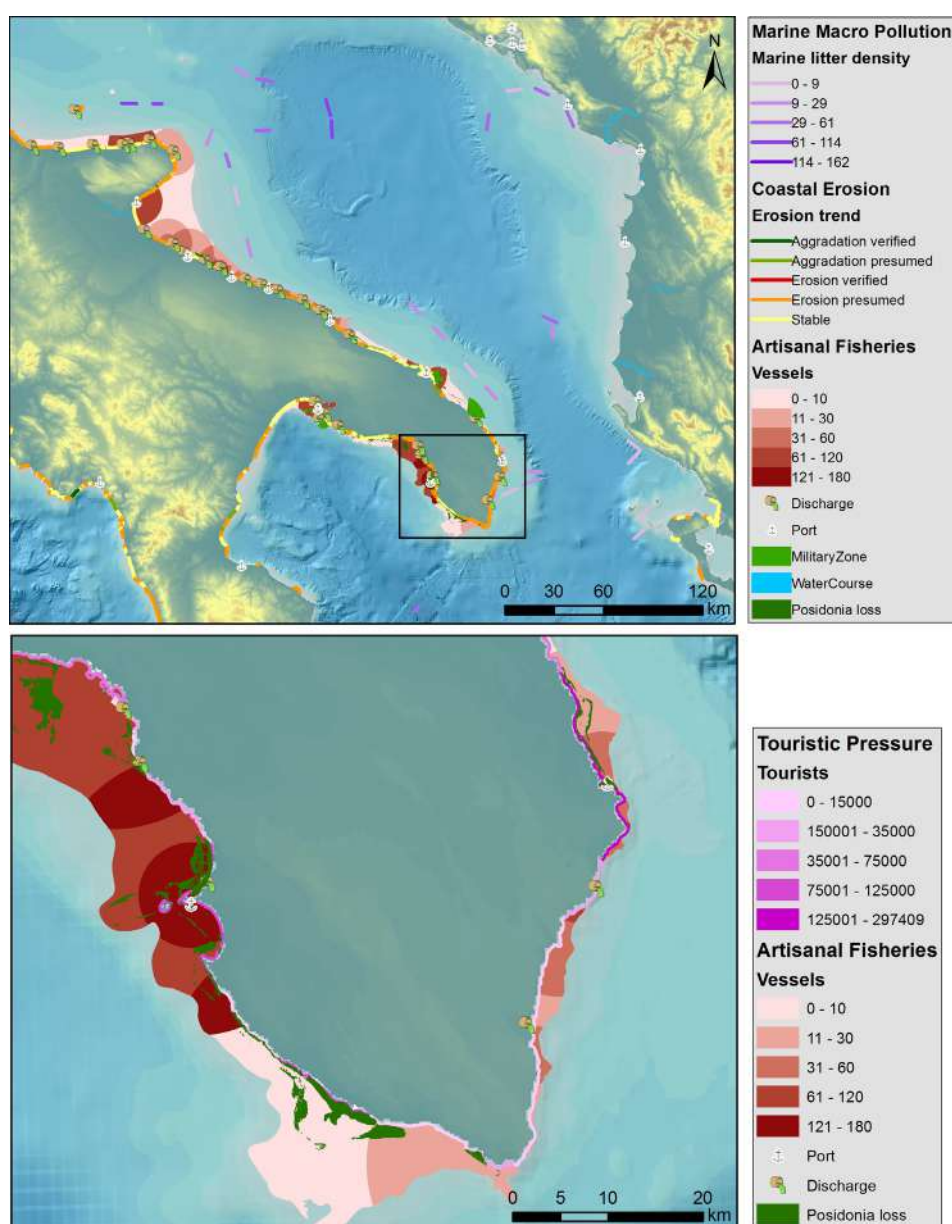 N
0
30
60
120
km
Marine Macro Pollution
Marine litter density
0 - 9
9 - 29
29 - 61
61 - 114
114 - 162
Coastal Erosion
Erosion trend
Aggradation verified
Aggradation presumed
Erosion verified
Erosion presumed
Stable
Artisanal Fisheries
Vessels
0 - 10
11 - 30
31 - 60
61 - 120
121 - 180
Discharge
Port
MilitaryZone
WaterCourse
Posidonia loss
0
5
10
20
km
Touristic Pressure
Tourists
0 - 15000
150001 - 35000
35001 - 75000
75001 - 125000
125001 - 297409
Artisanal Fisheries
Vessels
0 - 10
11 - 30
31 - 60
61 - 120
121 - 180
Port
Discharge
Posidonia loss